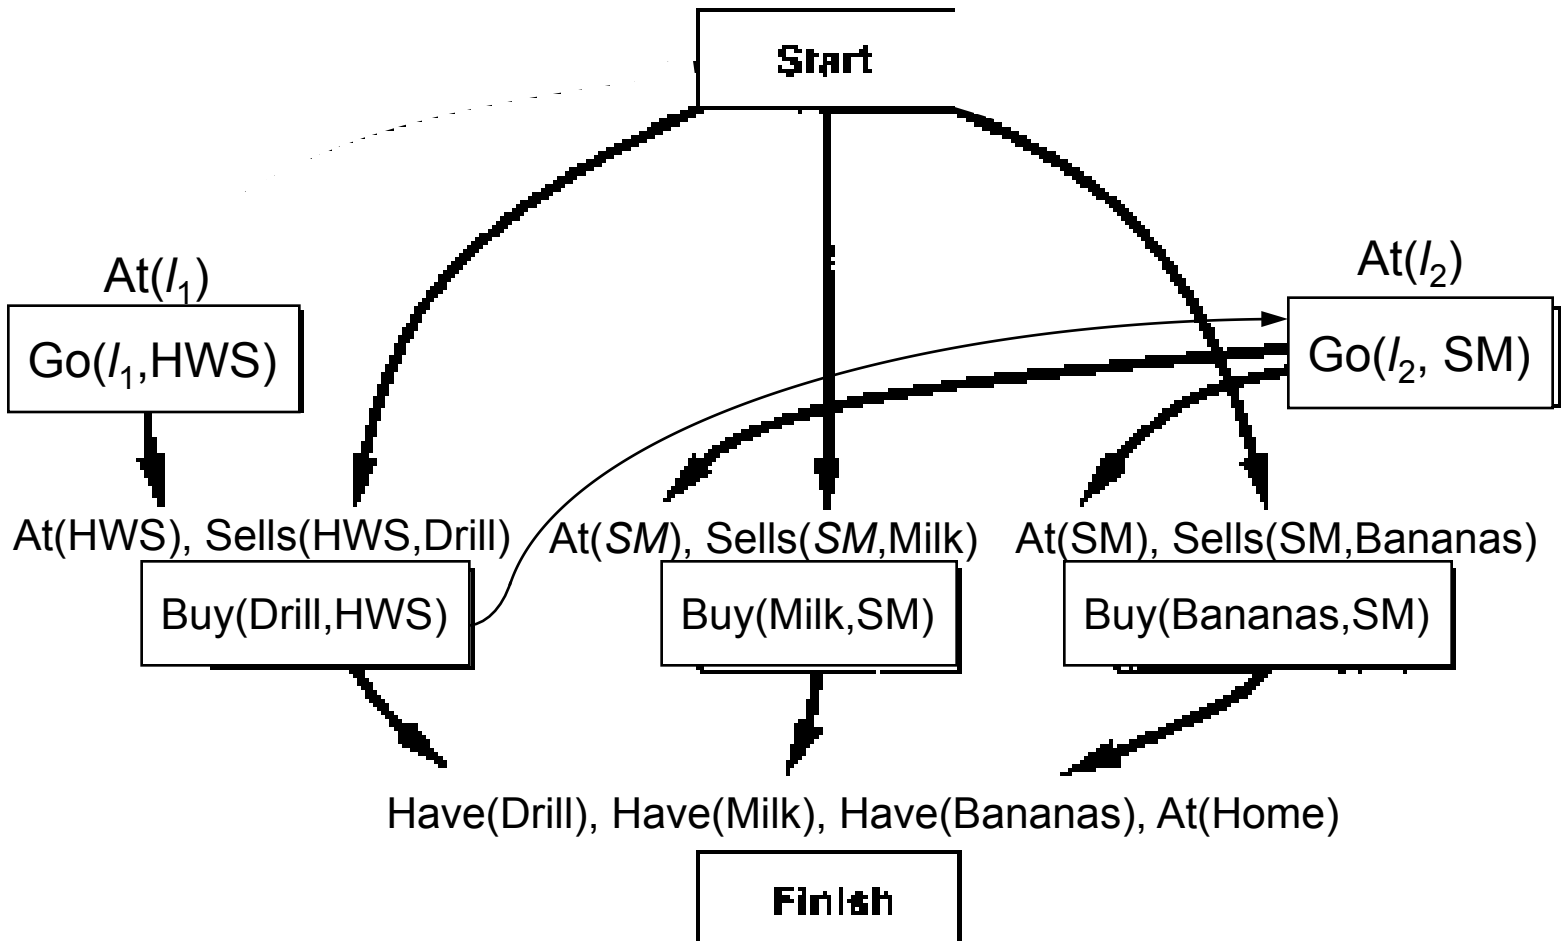 Start
At(l₁)
At(l₂)
Go(l₁,HWS)
Go(l₂, SM)
At(HWS), Sells(HWS,Drill)
At(SM), Sells(SM,Milk)
At(SM), Sells(SM,Bananas)
Buy(Drill,HWS)
Buy(Milk,SM)
Buy(Bananas,SM)
Have(Drill), Have(Milk), Have(Bananas), At(Home)
Finish